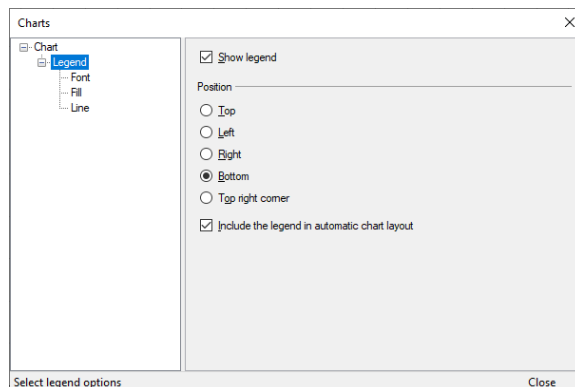 Charts
Chart
Legend
Font
Fill
Line
Show legend
Position
Top
Left
Right
Bottom
Top right corner
Include the legend in automatic chart layout
Select legend options
Close